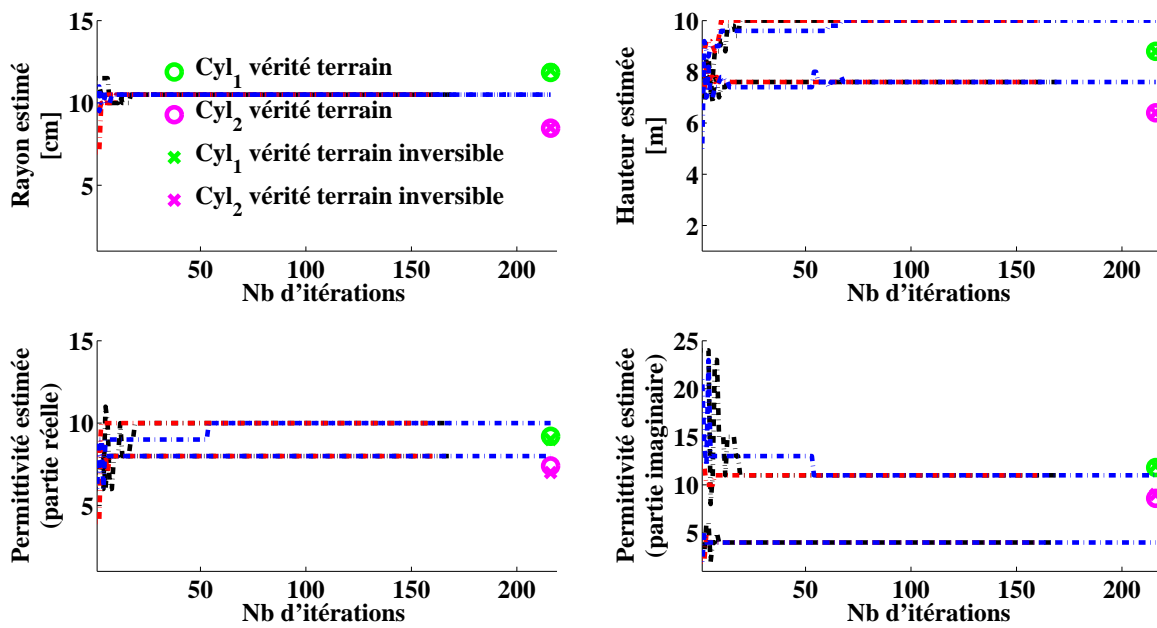 15
10
5
Rayon estimé
[cm]
Cyl1 vérité terrain
Cyl2 vérité terrain
Cyl1 vérité terrain inversible
Cyl2 vérité terrain inversible
50 100 150 200
Nb d'itérations
10
8
6
4
2
Hauteur estimée
[m]
50 100 150 200
Nb d'itérations
15
10
5
Permittivité estimée
(partie réelle)
50 100 150 200
Nb d'itérations
25
20
15
10
5
Permittivité estimée
(partie imaginaire)
50 100 150 200
Nb d'itérations